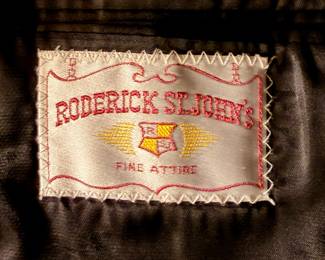 RODERICK ST. JOHN'S
FINE ATTIRE